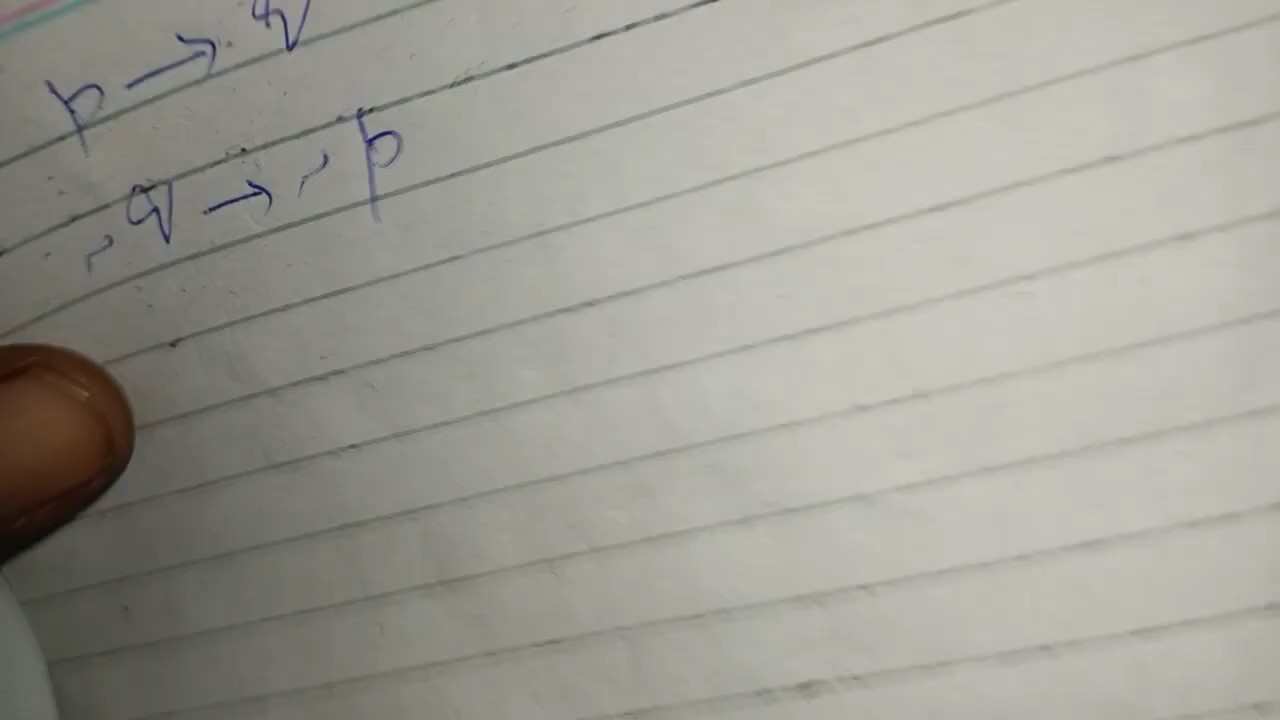 p → q
~q → ~p